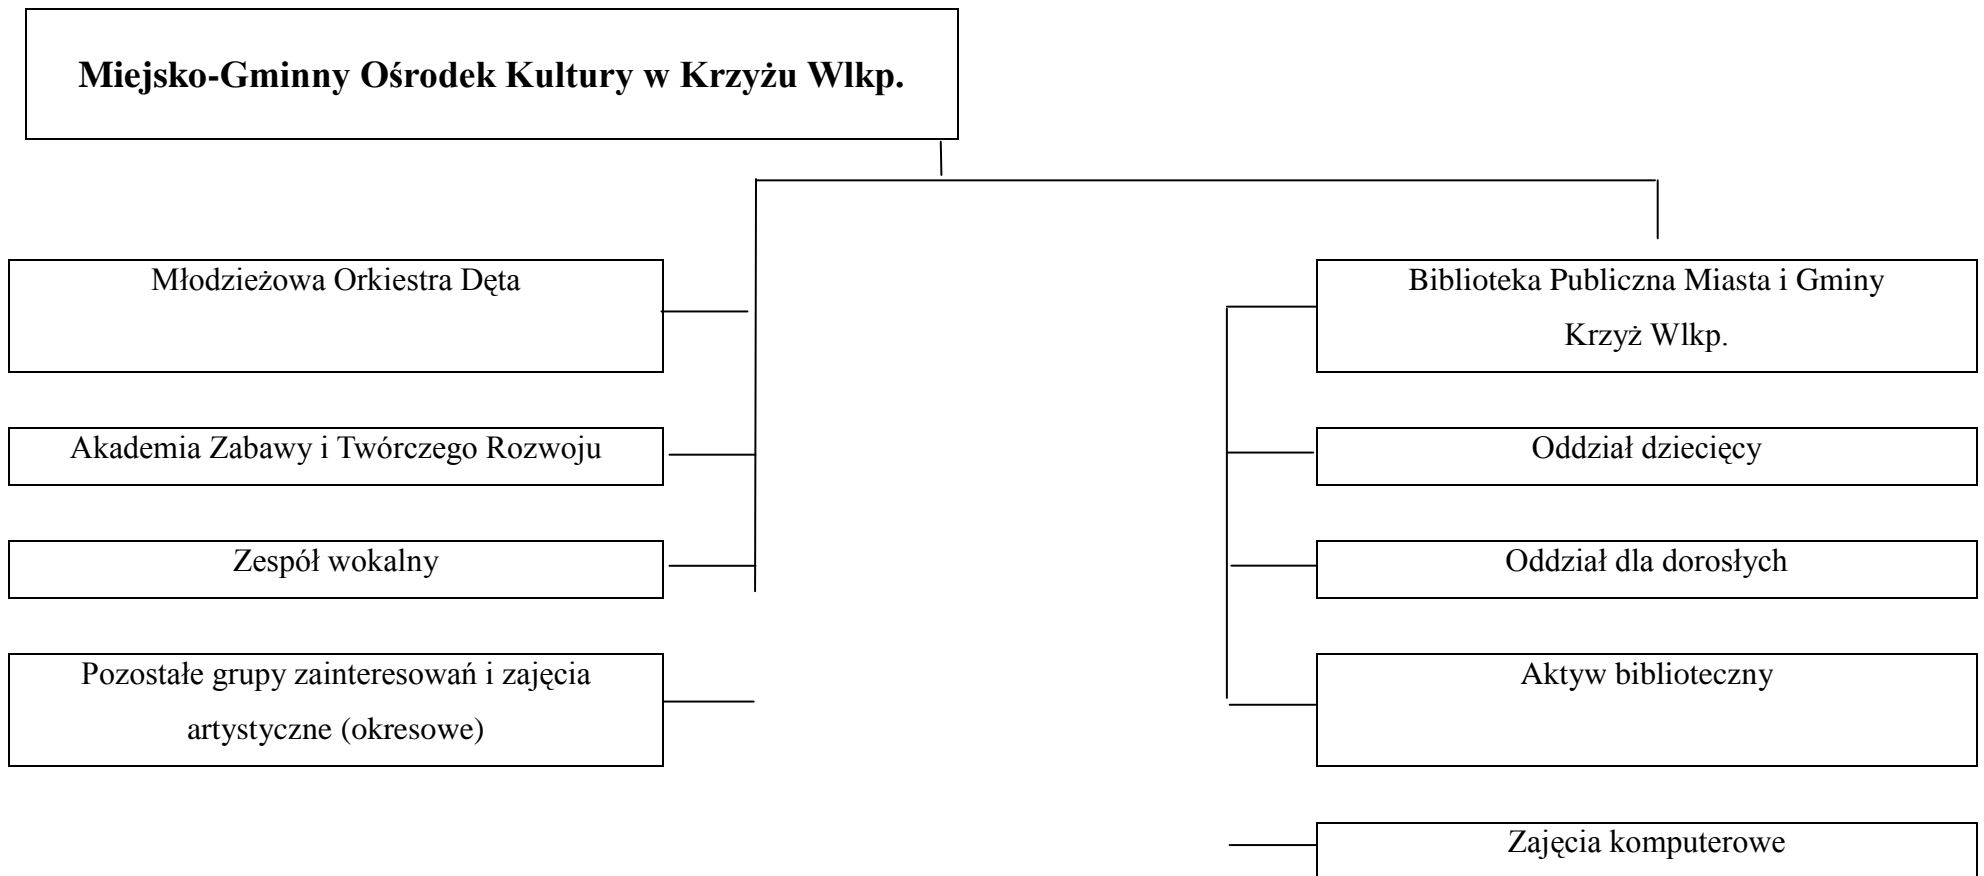 Miejsko-Gminny Ośrodek Kultury w Krzyżu Wlkp.
Młodzieżowa Orkiestra Dęta
Akademia Zabawy i Twórczego Rozwoju
Zespół wokalny
Pozostałe grupy zainteresowań i zajęcia
artystyczne (okresowe)
Biblioteka Publiczna Miasta i Gminy
Krzyż Wlkp.
Oddział dziecięcy
Oddział dla dorosłych
Aktyw biblioteczny
Zajęcia komputerowe